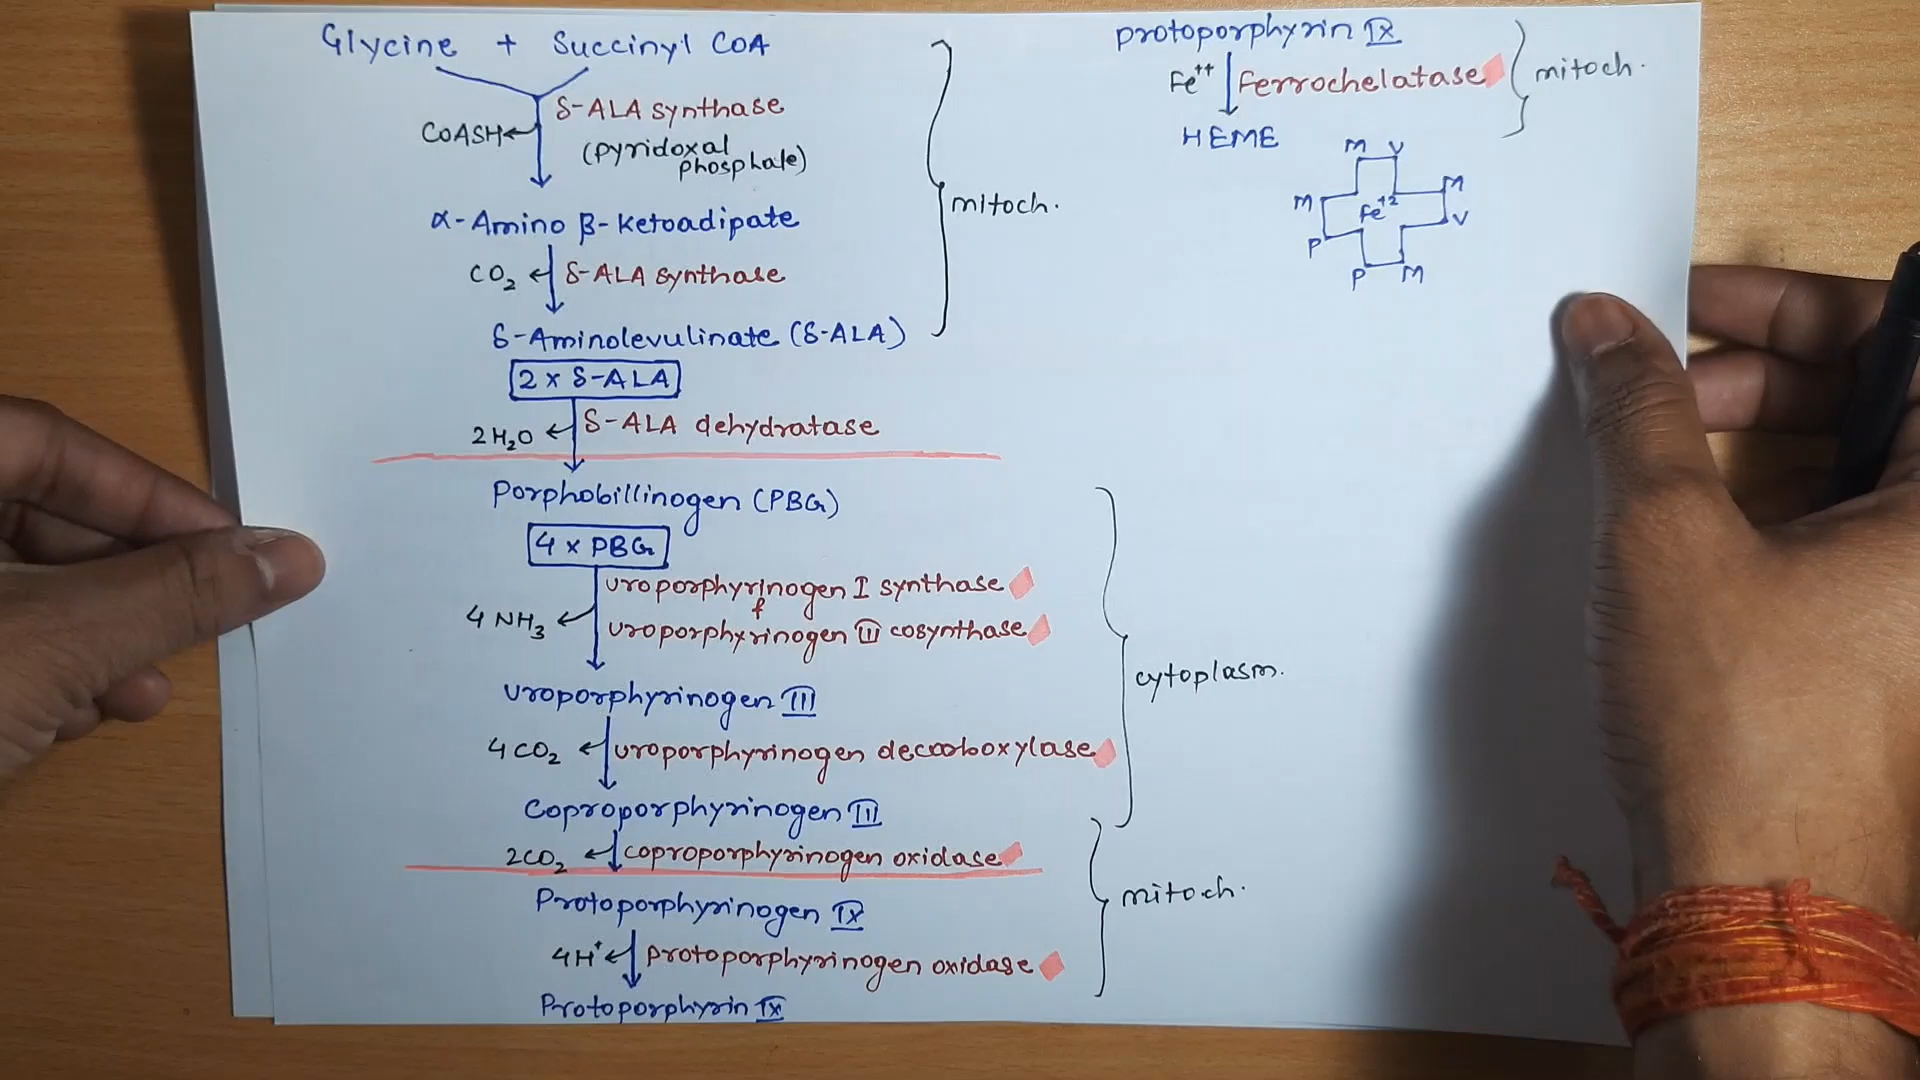 Glycine + Succinyl COA
δ-ALA synthase
COASH
(pyridoxal
phosphate)
α-Amino β-ketoadipate
CO₂ δ-ALA synthase
δ-Aminolevulinate (δ-ALA)
mitoch.
2 x δ-ALA
2H₂O δ-ALA dehydratase
Porphobillinogen (PBG)
4 x PBG
uroporphyrinogen I synthase
&
4 NH₃ uroporphyrinogen III cosynthase
Uroporphyrinogen III
4CO₂ uroporphyrinogen decarboxylase
Coproporphyrinogen III
cytoplasm.
2CO₂ coproporphyrinogen oxidase
Protoporphyrinogen IX
4H⁺ protoporphyrinogen oxidase
Protoporphyrin IX
mitoch.
protoporphyrin IX
Fe⁺⁺ Ferrochelatase
HEME
mitoch.
M V
M M
Fe⁺²
P V
P M